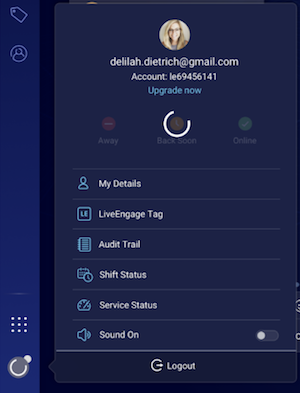 delilah.dietrich@gmail.com
Account: le69456141
Upgrade now
Away Back Soon Online
My Details
LE LiveEngage Tag
Audit Trail
Shift Status
Service Status
Sound On
Logout